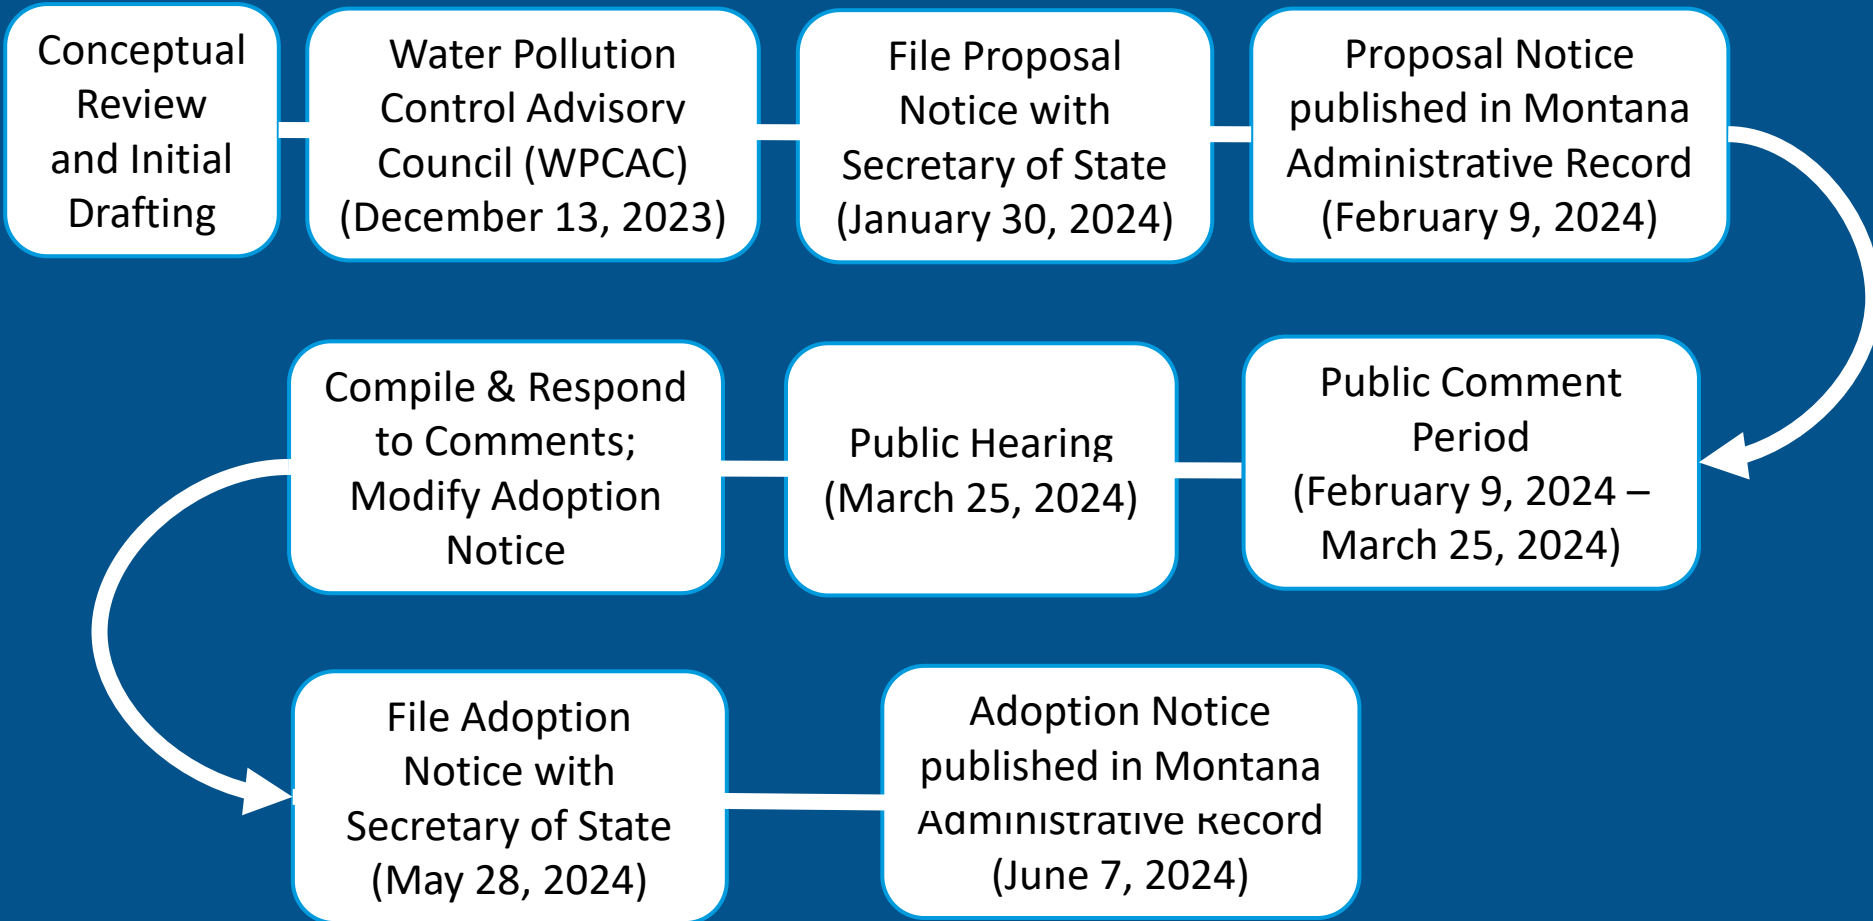 Conceptual
Review
and Initial
Drafting
Water Pollution
Control Advisory
Council (WPCAC)
(December 13, 2023)
File Proposal
Notice with
Secretary of State
(January 30, 2024)
Proposal Notice
published in Montana
Administrative Record
(February 9, 2024)
Public Comment
Period
(February 9, 2024 –
March 25, 2024)
Public Hearing
(March 25, 2024)
Compile & Respond
to Comments;
Modify Adoption
Notice
File Adoption
Notice with
Secretary of State
(May 28, 2024)
Adoption Notice
published in Montana
Administrative Record
(June 7, 2024)